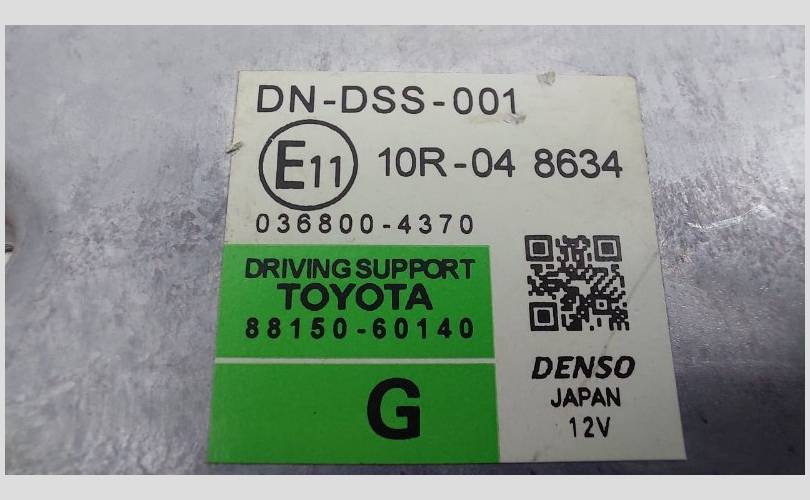 DN-DSS-001
E11 10R-04 8634
036800-4370
DRIVING SUPPORT
TOYOTA
88150-60140
G
DENSO
JAPAN
12V